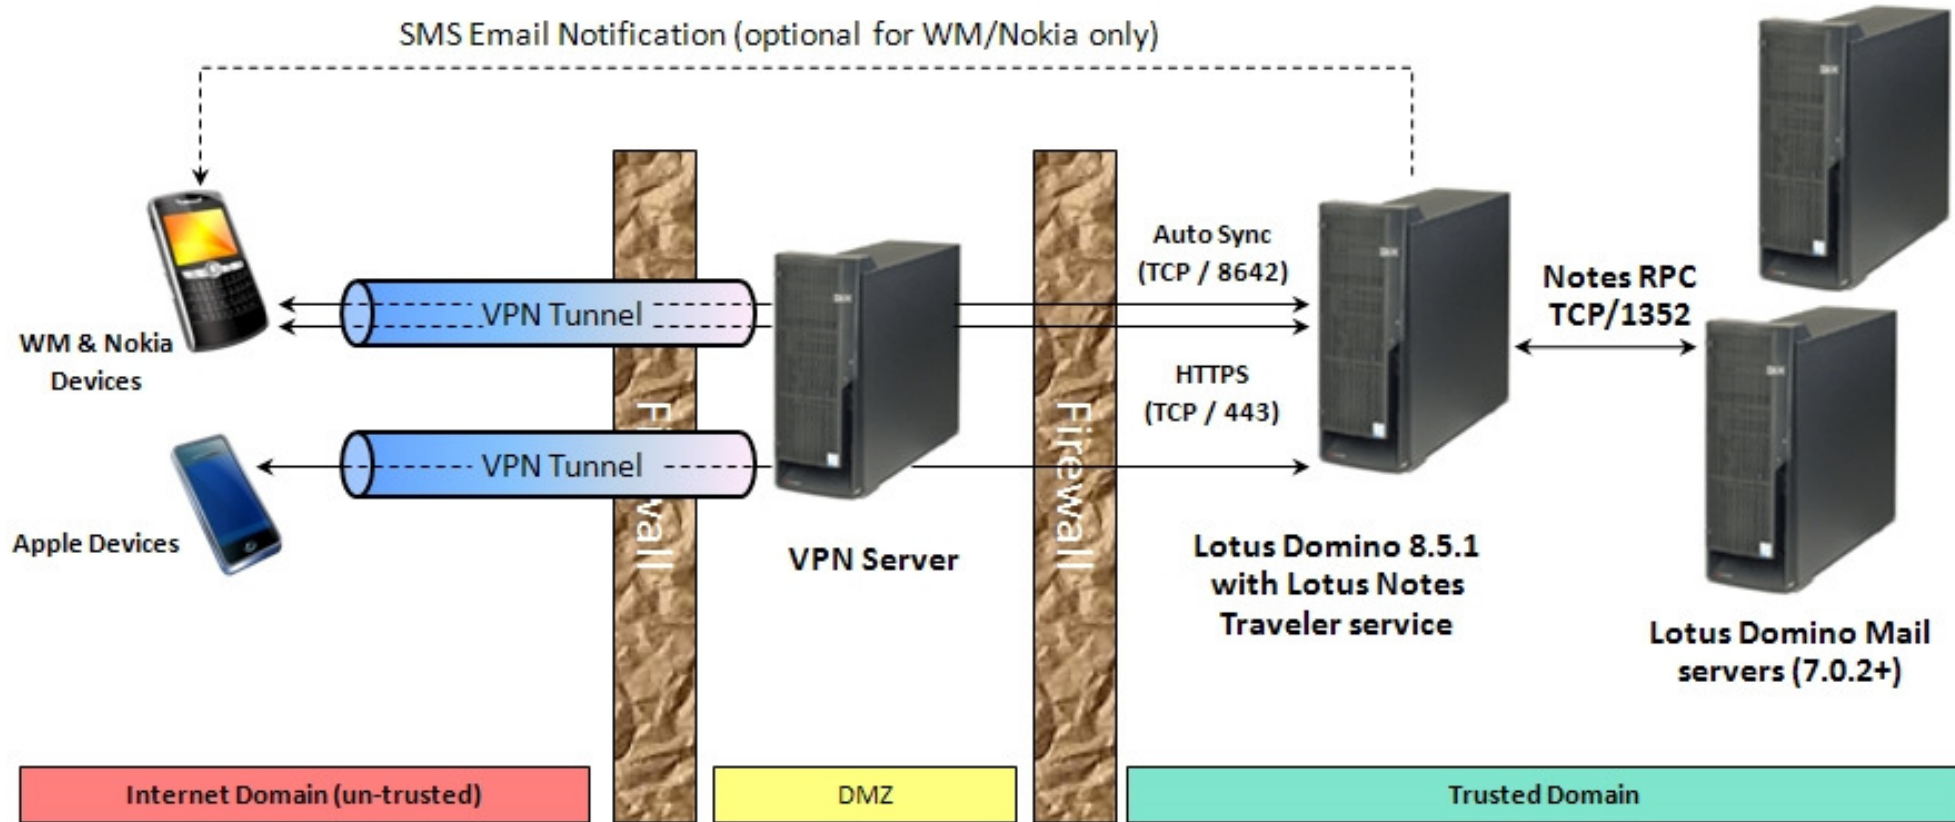 SMS Email Notification (optional for WM/Nokia only)
WM & Nokia
Devices
Apple Devices
VPN Tunnel
VPN Tunnel
Firewall
VPN Server
Firewall
Auto Sync
(TCP / 8642)
HTTPS
(TCP / 443)
Lotus Domino 8.5.1
with Lotus Notes
Traveler service
Notes RPC
TCP/1352
Lotus Domino Mail
servers (7.0.2+)
Internet Domain (un-trusted)
DMZ
Trusted Domain